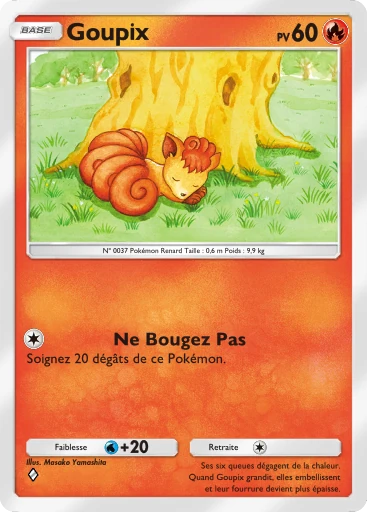 BASE Goupix PV 60
N° 0037 Pokémon Renard Taille : 0,6 m Poids : 9,9 kg
Ne Bougez Pas
Soignez 20 dégâts de ce Pokémon.
Faiblesse +20 Retraite
Illus. Masako Yamashita
Ses six queues dégagent de la chaleur.
Quand Goupix grandit, elles embellissent
et leur fourrure devient plus épaisse.